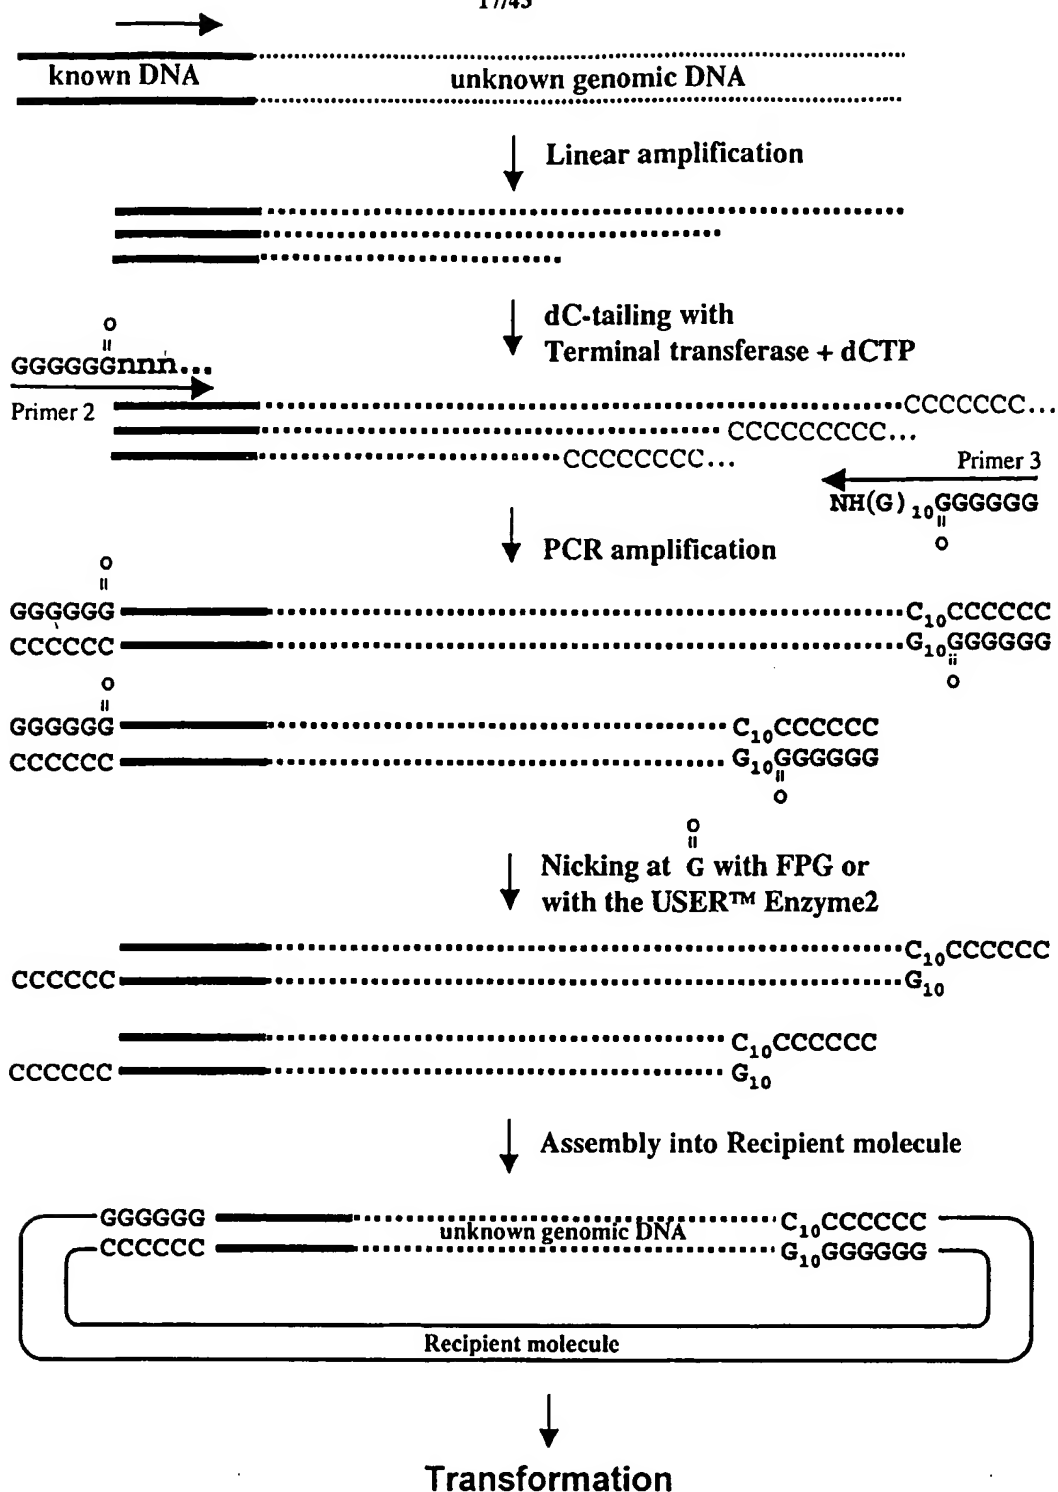 17/43
known DNA
unknown genomic DNA
Linear amplification
dC-tailing with
Terminal transferase + dCTP
O
GGGGGGnnn...
Primer 2
CCCCCCC...
CCCCCCCCC...
CCCCCCCC...
Primer 3
NH(G)10GGGGGG
O
PCR amplification
O
GGGGGG C10CCCCCC
CCCCCC G10GGGGGG
O
O
GGGGGG C10CCCCCC
CCCCCC G10GGGGGG
O
O
Nicking at G with FPG or
with the USER™ Enzyme2
C10CCCCCC
CCCCCC G10
C10CCCCCC
CCCCCC G10
Assembly into Recipient molecule
GGGGGG C10CCCCCC
unknown genomic DNA
CCCCCC G10GGGGGG
Recipient molecule
Transformation